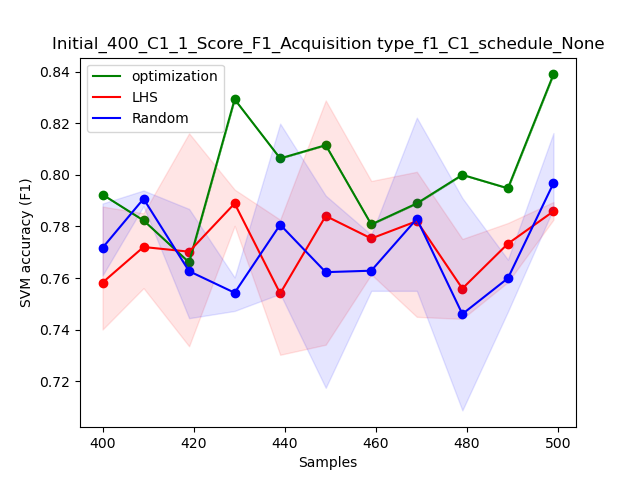 Initial_400_C1_1_Score_F1_Acquisition type_f1_C1_schedule_None
optimization
LHS
Random
SVM accuracy (F1)
0.84
0.82
0.80
0.78
0.76
0.74
0.72
400
420
440
460
480
500
Samples